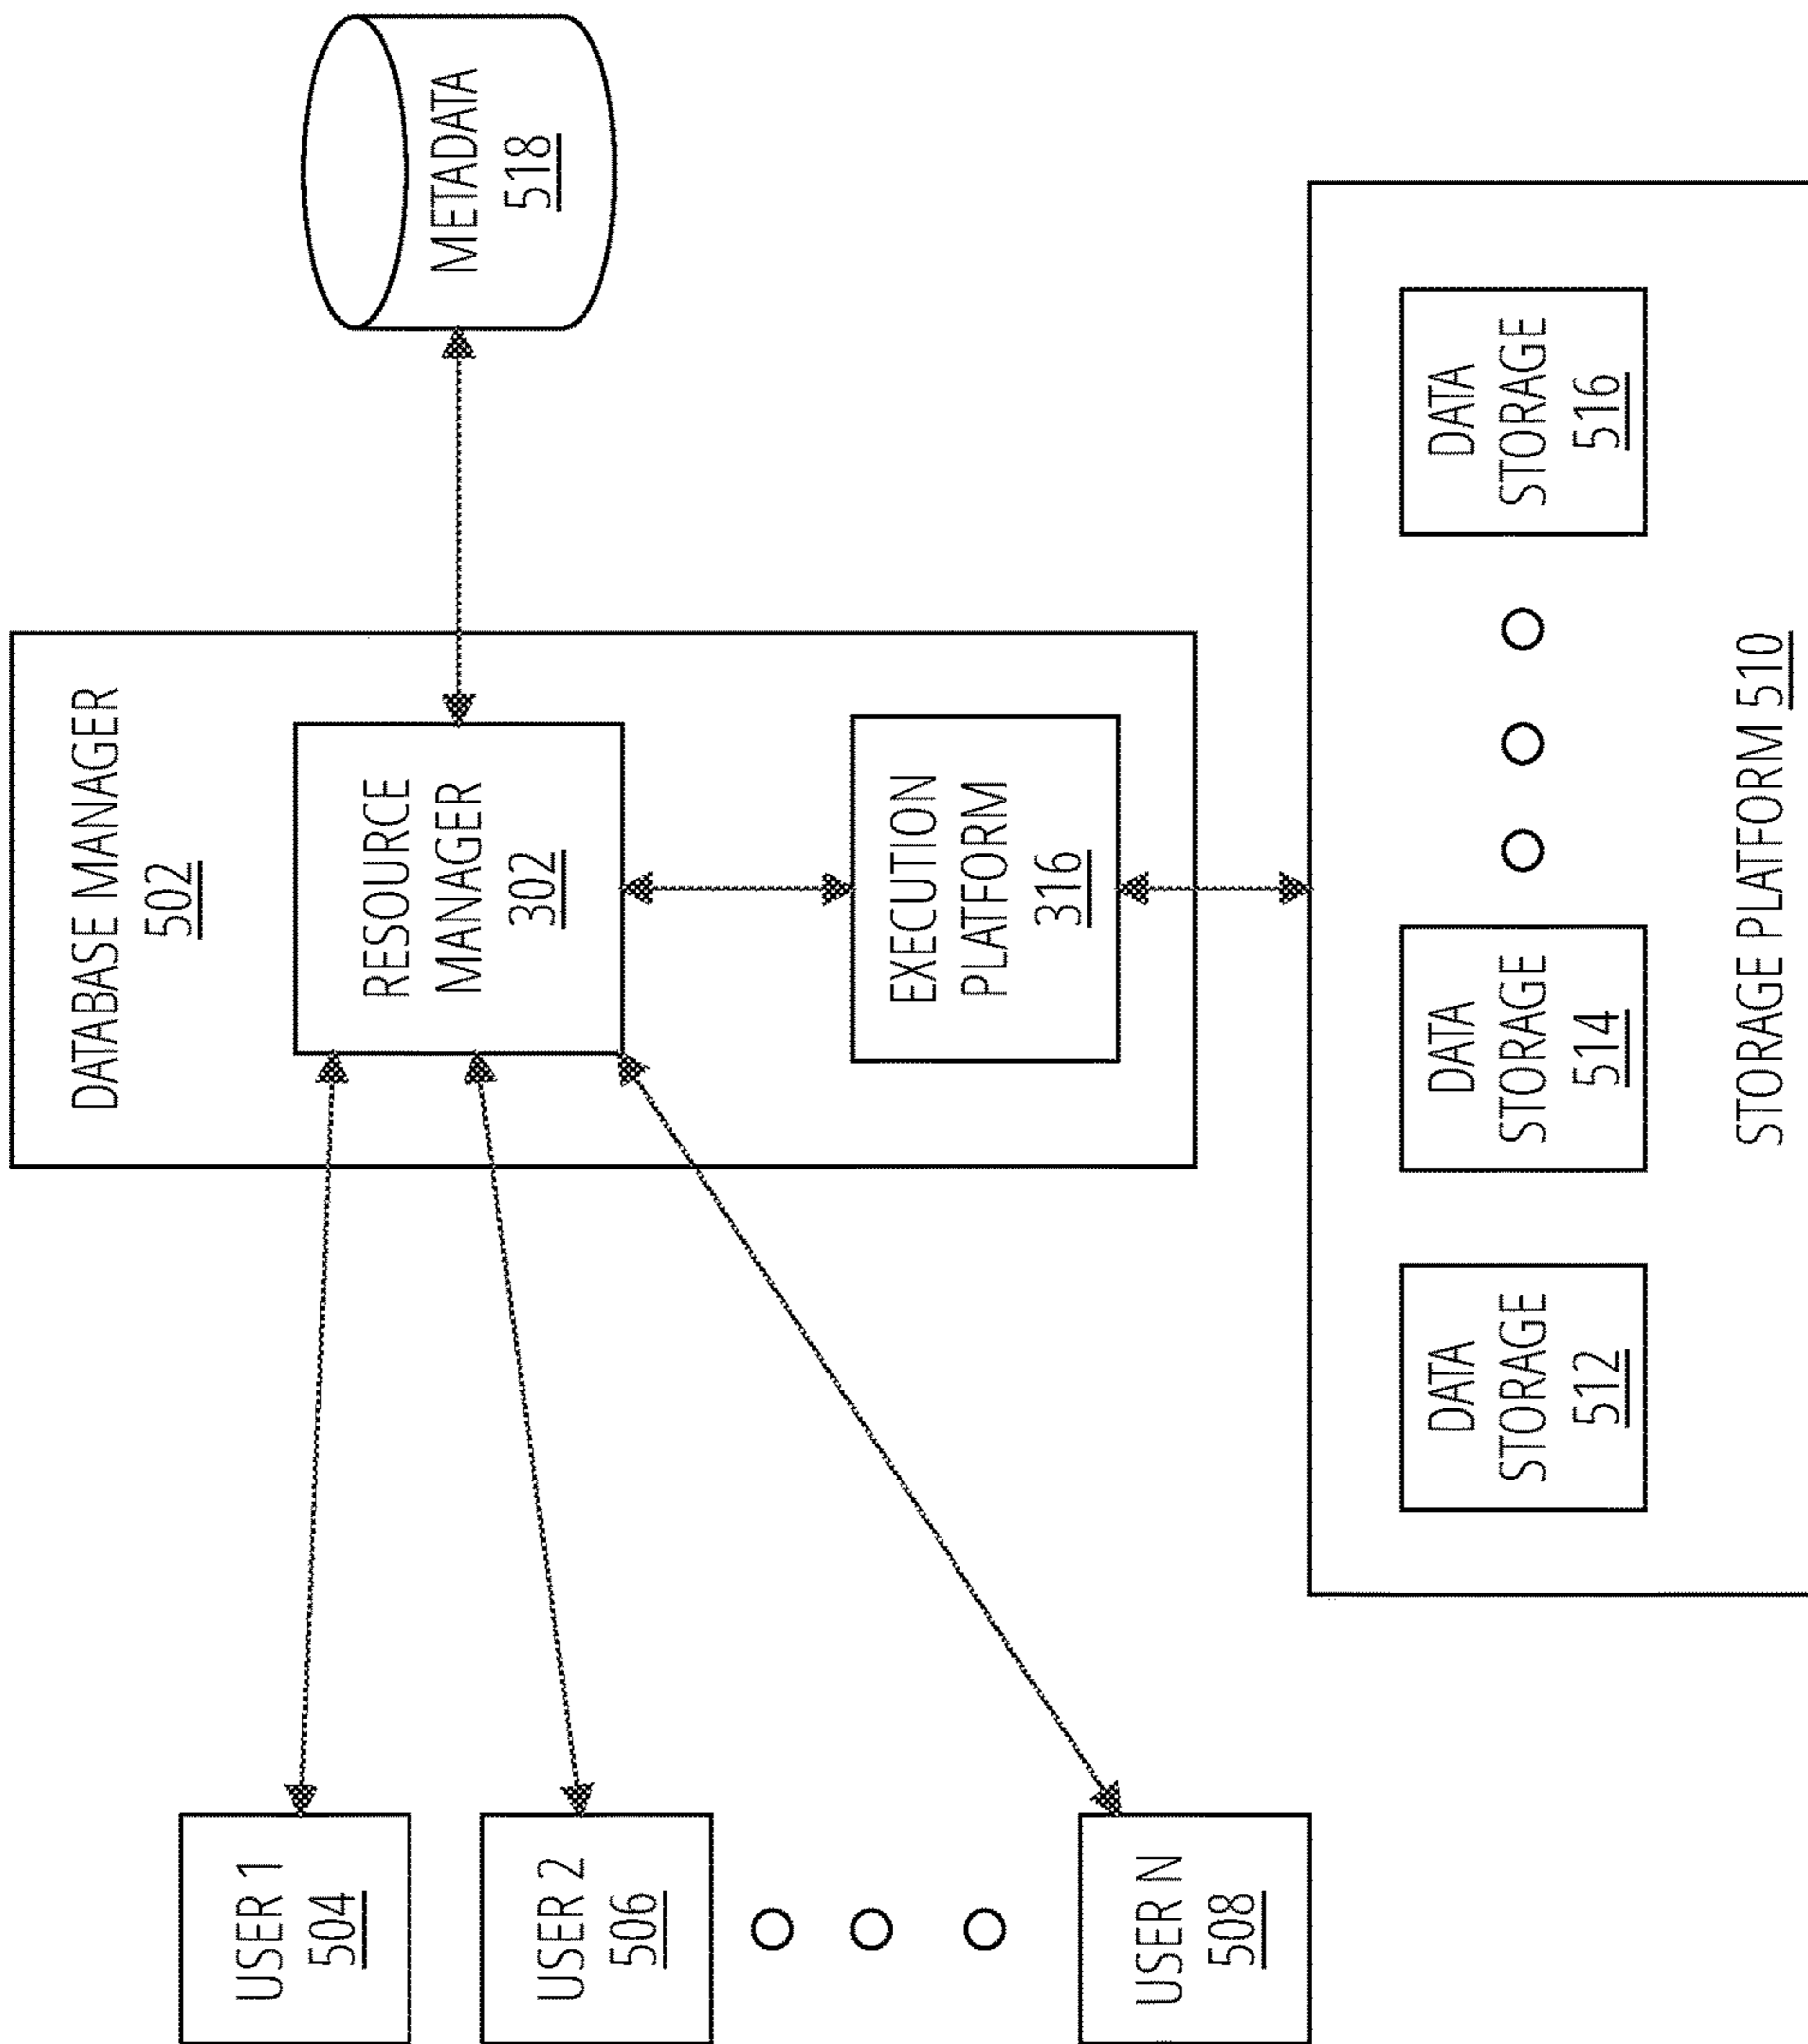 DATABASE MANAGER
502
USER 1
504
USER 2
506
USER N
508
RESOURCE
MANAGER
302
METADATA
518
EXECUTION
PLATFORM
316
DATA
STORAGE
512
DATA
STORAGE
514
DATA
STORAGE
516
STORAGE PLATFORM 510